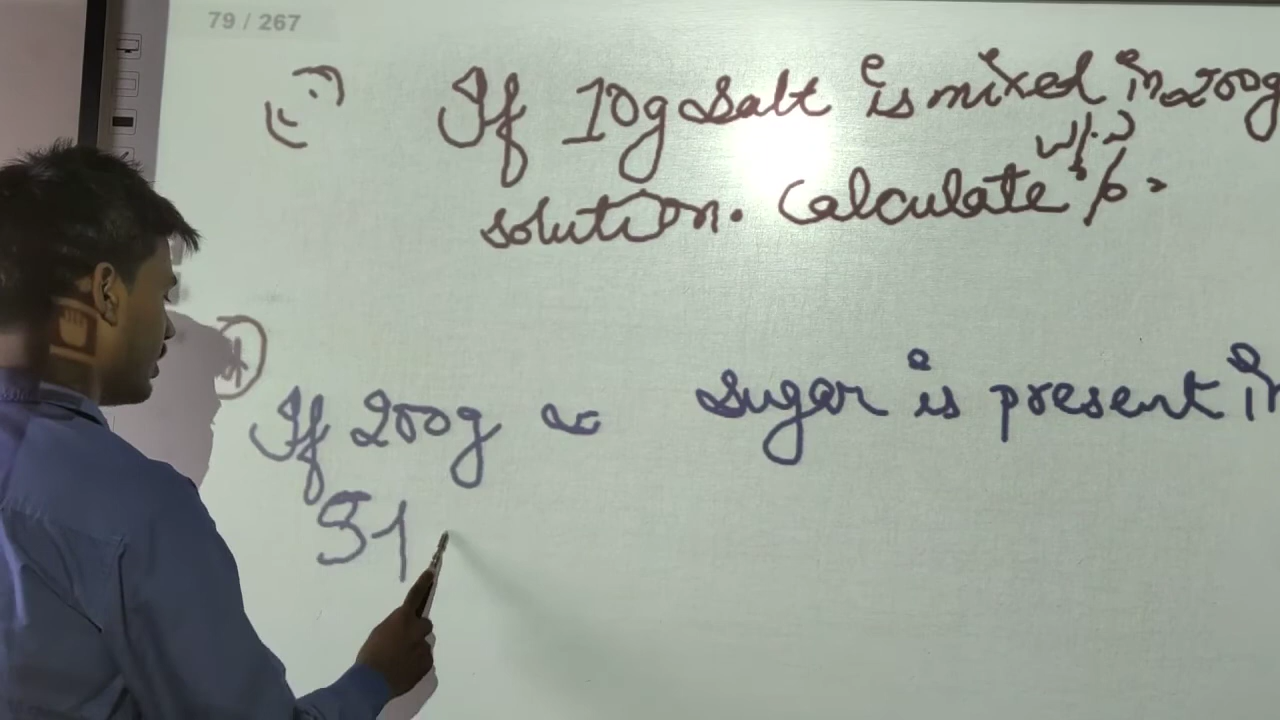 79 / 267
If 10g salt is mixed in 200g
w/w
solution. Calculate %.
If 200g sugar is present in
51